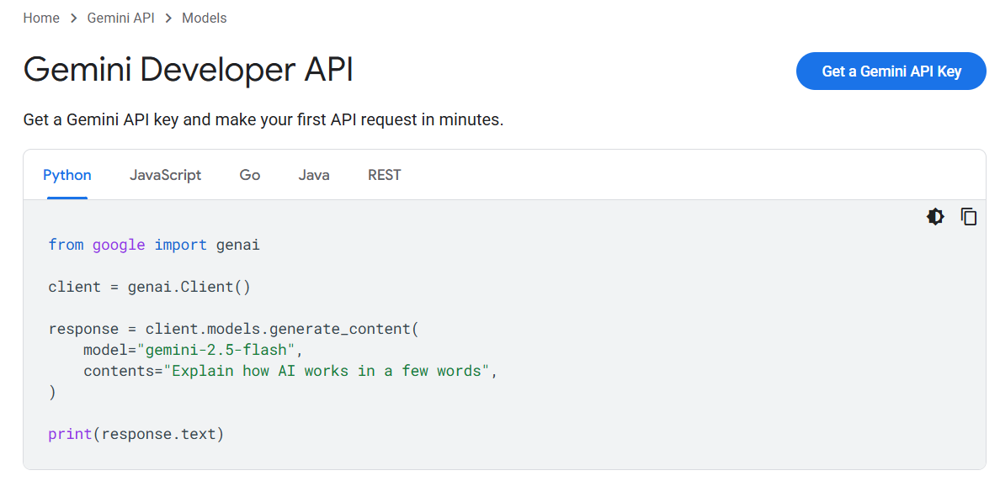 Home > Gemini API > Models
Gemini Developer API
Get a Gemini API Key
Get a Gemini API key and make your first API request in minutes.
Python JavaScript Go Java REST
from google import genai
client = genai.Client()
response = client.models.generate_content(
    model="gemini-2.5-flash",
    contents="Explain how AI works in a few words",
)
print(response.text)